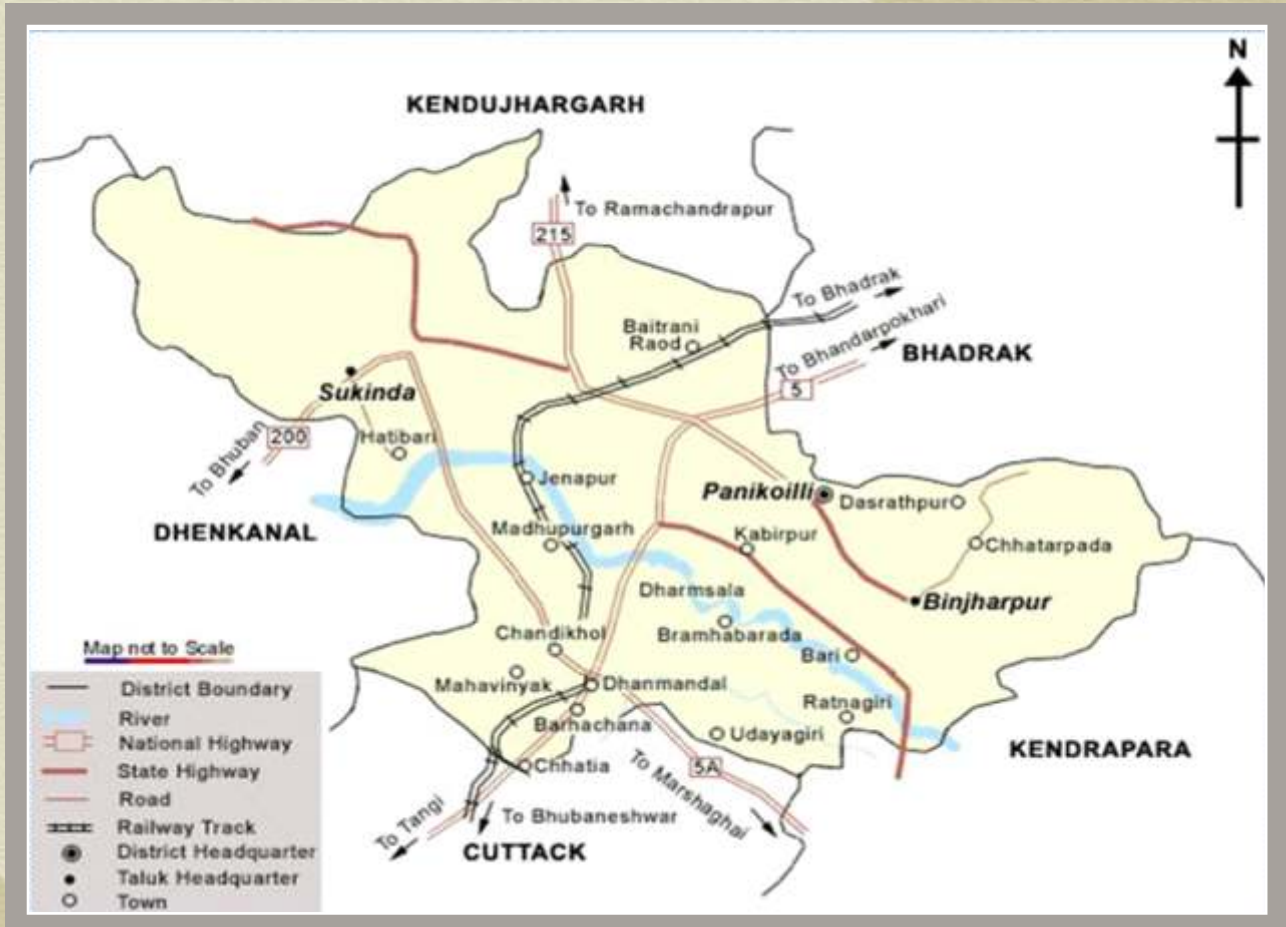 N
KENDUJHARGARH
To Ramachandrapur
215
To Bhadrak
Baitrani
Raod
To Bhandarpokhari
BHADRAK
5
Sukinda
200
Hatibari
To Bhuban
Jenapur
Panikoilli
Dasrathpur
DHENKANAL
Madhupurgarh
Kabirpur
Chhatarpada
Dharmsala
Binjharpur
Bramhabarada
Chandikhol
Bari
Mahavinyak
Dhanmandal
Ratnagiri
Barhachana
Udayagiri
KENDRAPARA
Chhatia
5A
To Marshaghai
To Tangi
To Bhubaneshwar
CUTTACK
Map not to Scale
District Boundary
River
National Highway
State Highway
Road
Railway Track
District Headquarter
Taluk Headquarter
Town